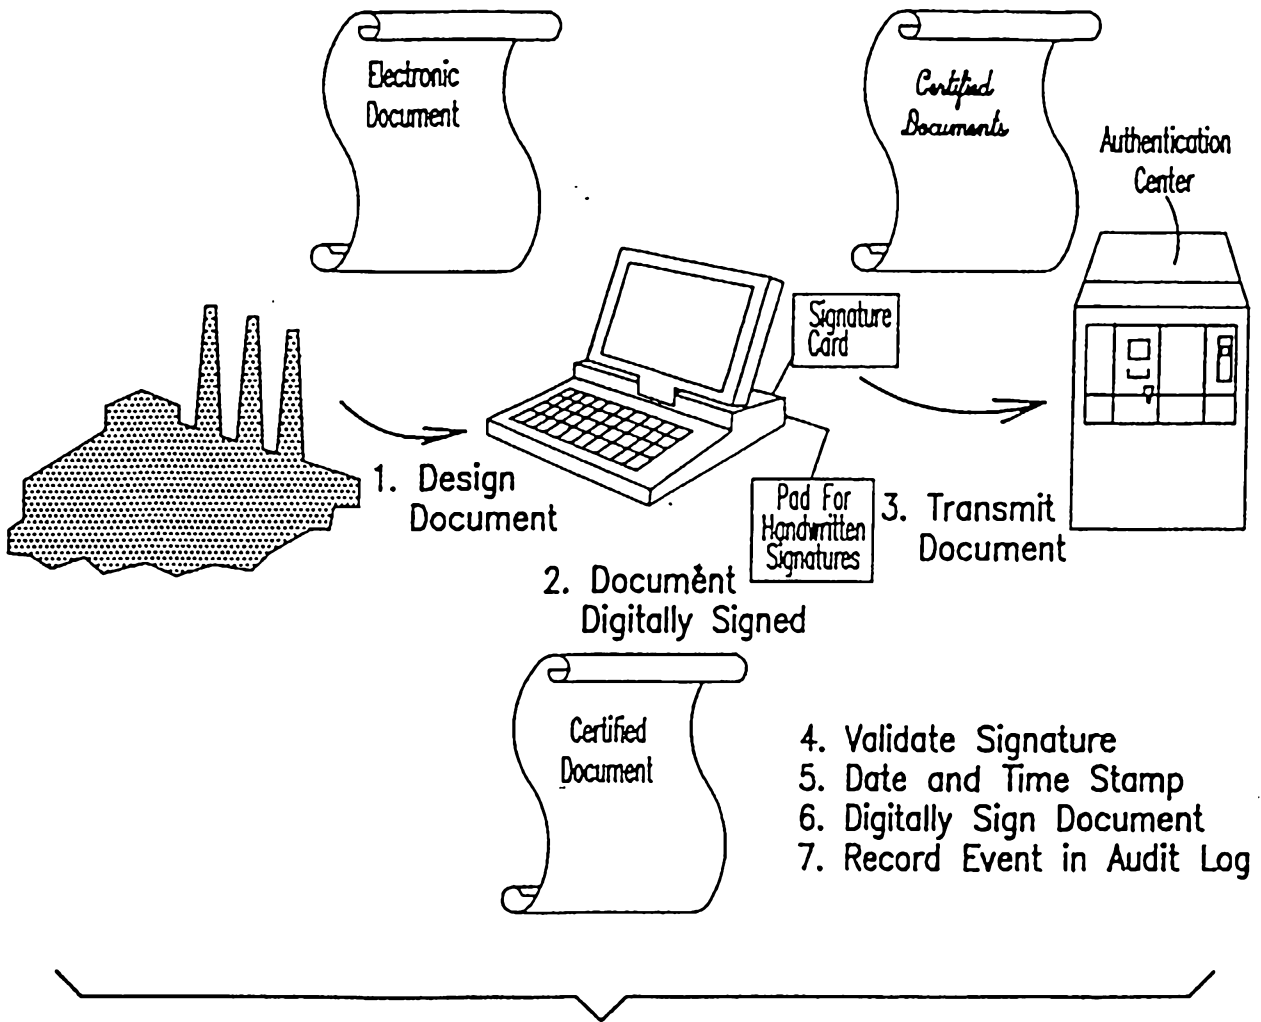 Electronic
Document
Certified
Documents
Authentication
Center
Signature
Card
1. Design
Document
Pad For
Handwritten
Signatures
3. Transmit
Document
2. Document
Digitally Signed
Certified
Document
4. Validate Signature
5. Date and Time Stamp
6. Digitally Sign Document
7. Record Event in Audit Log